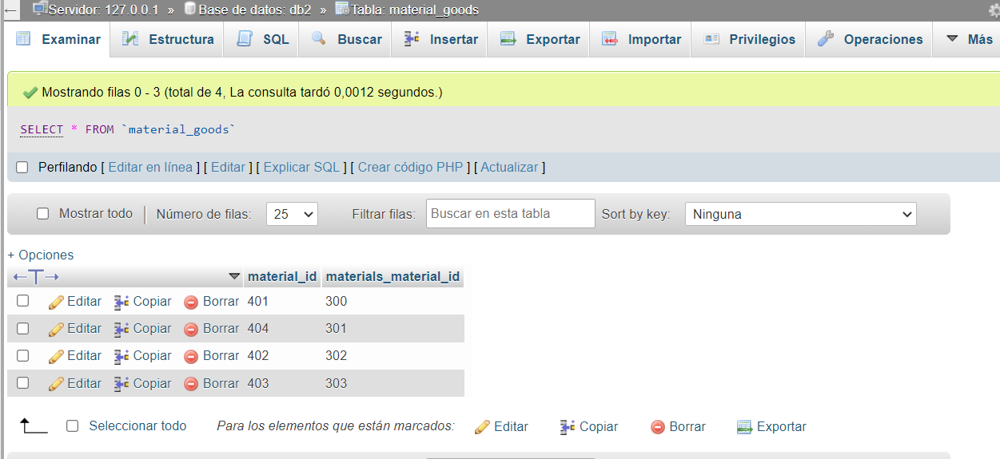 Servidor: 127.0.0.1 » Base de datos: db2 » Tabla: material_goods
Examinar Estructura SQL Buscar Insertar Exportar Importar Privilegios Operaciones Más
Mostrando filas 0 - 3 (total de 4, La consulta tardó 0,0012 segundos.)
SELECT * FROM `material_goods`
Perfilando [ Editar en línea ] [ Editar ] [ Explicar SQL ] [ Crear código PHP ] [ Actualizar ]
Mostrar todo | Número de filas: 25 Filtrar filas: Buscar en esta tabla Sort by key: Ninguna
+ Opciones
←T→ material_id materials_material_id
Editar Copiar Borrar 401 300
Editar Copiar Borrar 404 301
Editar Copiar Borrar 402 302
Editar Copiar Borrar 403 303
Seleccionar todo Para los elementos que están marcados: Editar Copiar Borrar Exportar